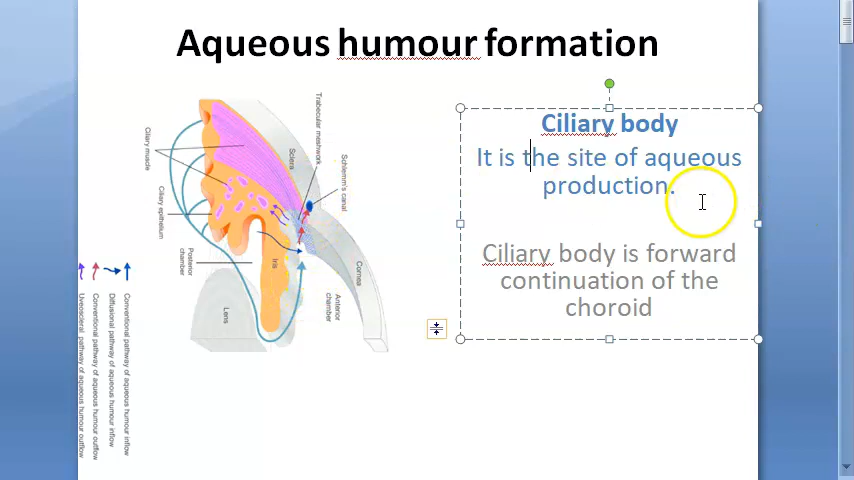 Aqueous humour formation
Ciliary body
It is the site of aqueous
production.
Ciliary body is forward
continuation of the
choroid
Ciliary muscle
Ciliary epithelium
Posterior
chamber
Trabecular meshwork
Sclera
Schlemm's canal
Iris
Cornea
Anterior
chamber
Lens
Conventional pathway of aqueous humour inflow
Diffusional pathway of aqueous humour inflow
Conventional pathway of aqueous humour outflow
Uveoscleral pathway of aqueous humour outflow